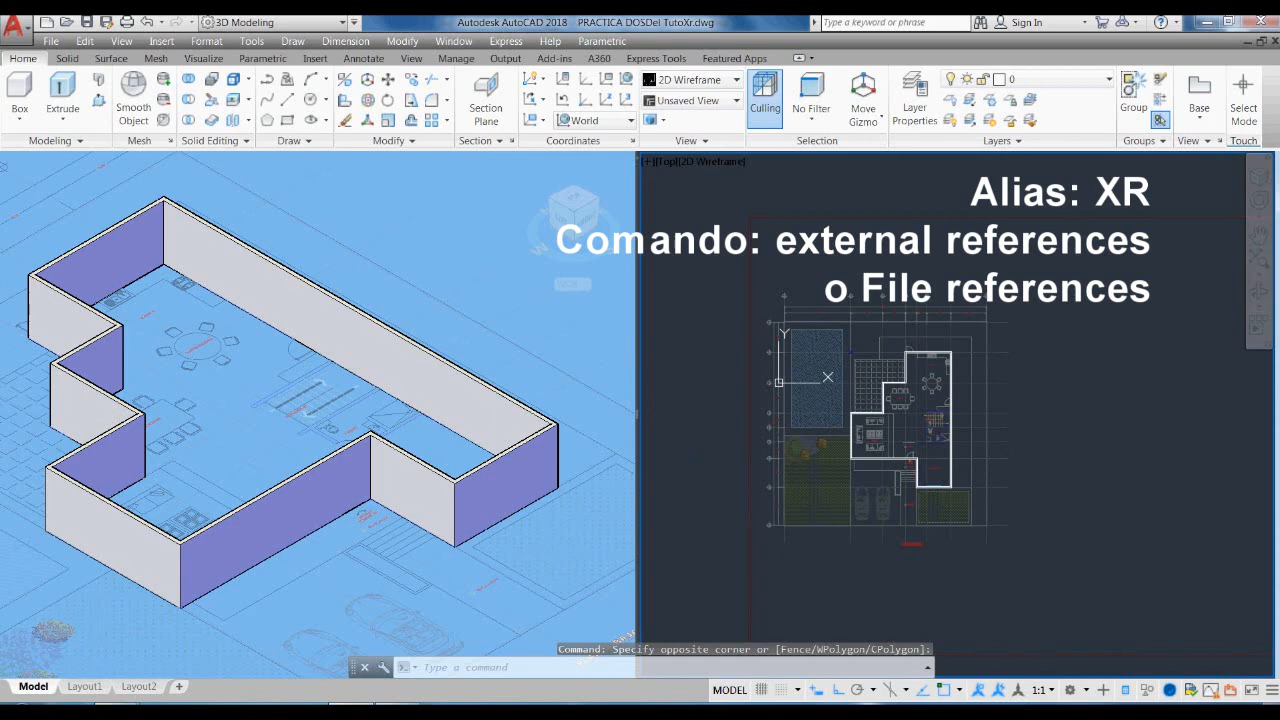 3D Modeling
Autodesk AutoCAD 2018 PRACTICA DOSDel TutoXr.dwg
Type a keyword or phrase
Sign In
File Edit View Insert Format Tools Draw Dimension Modify Window Express Help Parametric
Home Solid Surface Mesh Visualize Parametric Insert Annotate View Manage Output Add-ins A360 Express Tools Featured Apps
Box
Extrude
Smooth
Object
Section
Plane
2D Wireframe
Unsaved View
World
Culling
No Filter
Move
Gizmo
Layer
Properties
0
Group
Base
Select
Mode
Modeling Mesh Solid Editing Draw Modify Section Coordinates View Selection Layers Groups View Touch
[+][Top][2D Wireframe]
Alias: XR
Comando: external references
o File references
Y
X
Command: Specify opposite corner or [Fence/WPolygon/CPolygon]:
Type a command
Model Layout1 Layout2 +
MODEL
1:1